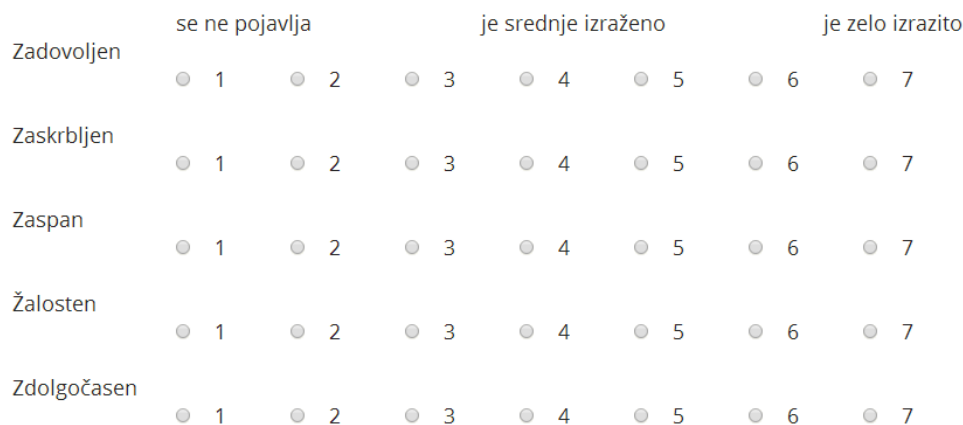 se ne pojavlja je srednje izraženo je zelo izrazito
Zadovoljen
1 2 3 4 5 6 7
Zaskrbljen
1 2 3 4 5 6 7
Zaspan
1 2 3 4 5 6 7
Žalosten
1 2 3 4 5 6 7
Zdolgočasen
1 2 3 4 5 6 7